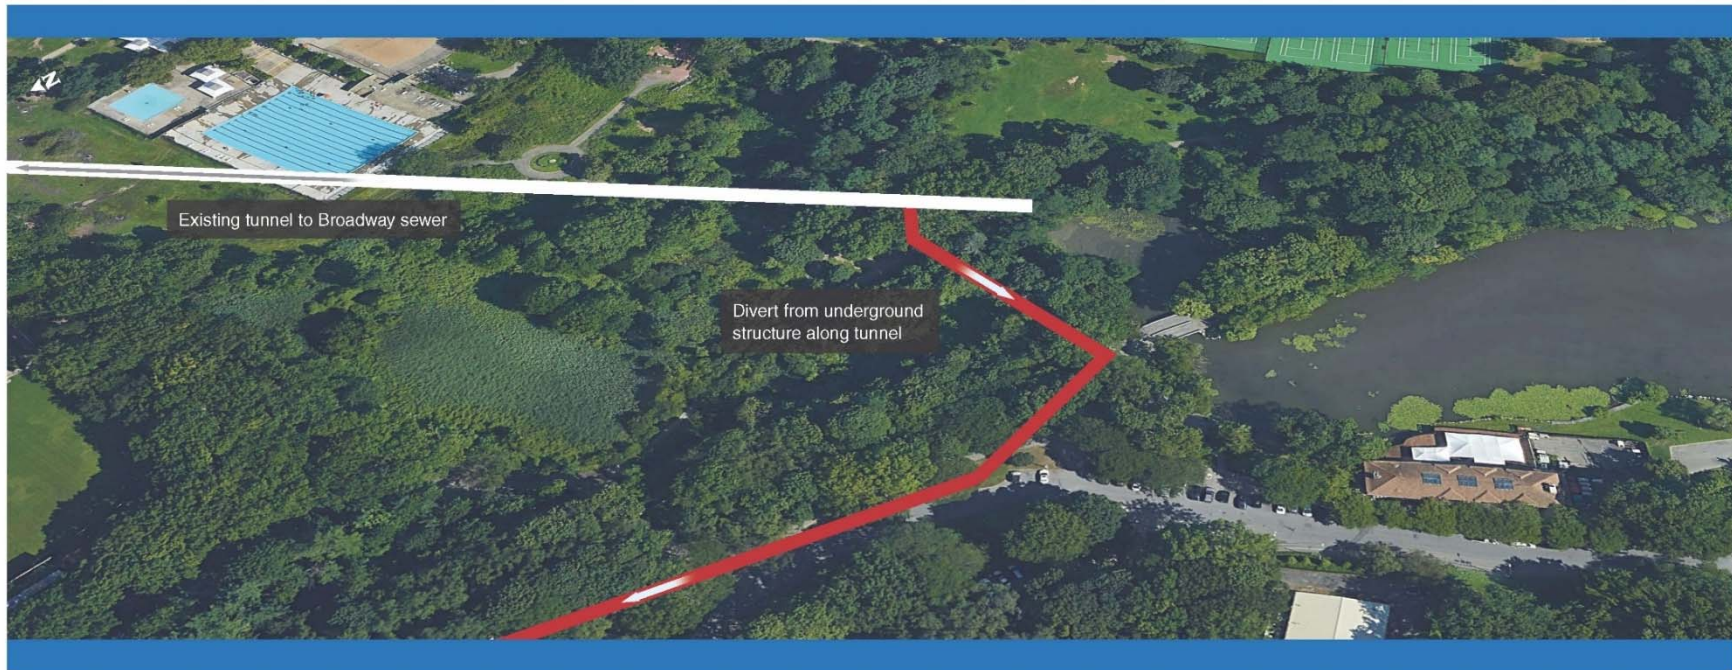 N
Existing tunnel to Broadway sewer
Divert from underground
structure along tunnel